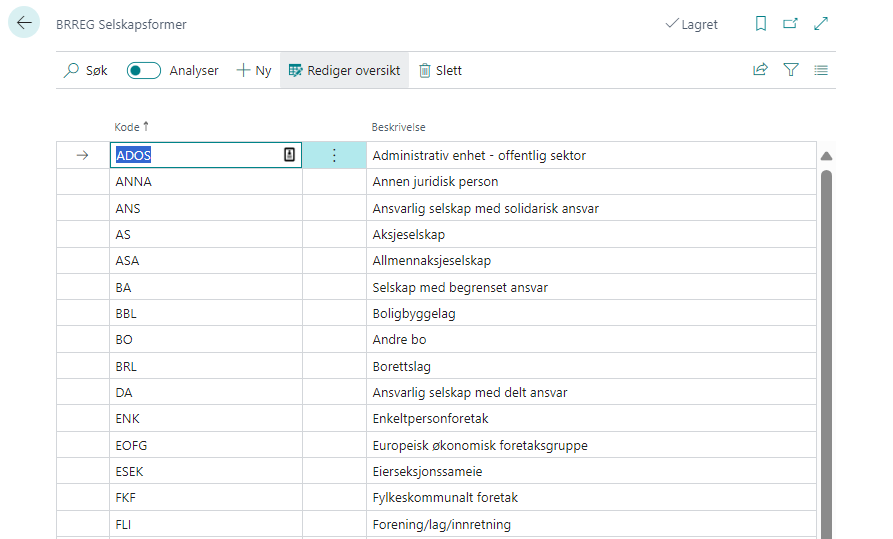 BRREG Selskapsformer
Lagret
Søk Analyser Ny Rediger oversikt Slett
Kode Beskrivelse
ADOS Administrativ enhet - offentlig sektor
ANNA Annen juridisk person
ANS Ansvarlig selskap med solidarisk ansvar
AS Aksjeselskap
ASA Allmennaksjeselskap
BA Selskap med begrenset ansvar
BBL Boligbyggelag
BO Andre bo
BRL Borettslag
DA Ansvarlig selskap med delt ansvar
ENK Enkeltpersonforetak
EOFG Europeisk økonomisk foretaksgruppe
ESEK Eierseksjonssameie
FKF Fylkeskommunalt foretak
FLI Forening/lag/innretning